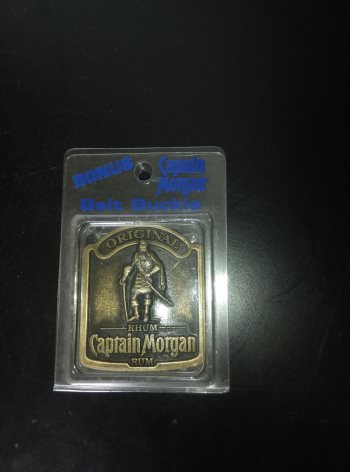 BONUS Captain
Morgan
Belt Buckle
ORIGINAL
RHUM
Captain Morgan
RUM